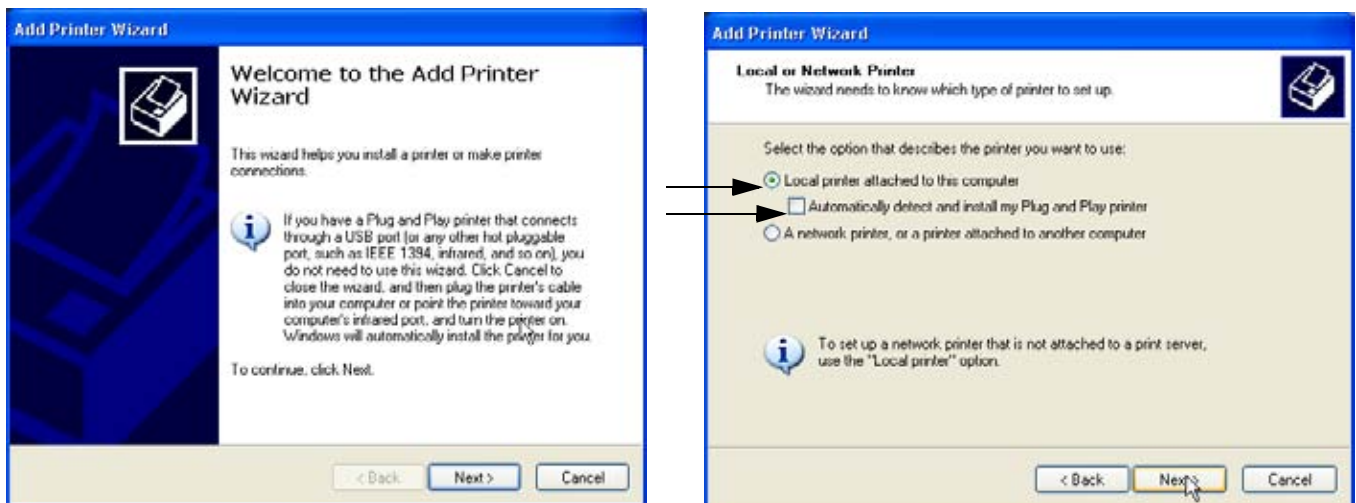 Add Printer Wizard
Welcome to the Add Printer
Wizard
This wizard helps you install a printer or make printer
connections.
If you have a Plug and Play printer that connects
through a USB port (or any other hot pluggable
port, such as IEEE 1394, infrared, and so on), you
do not need to use this wizard. Click Cancel to
close the wizard, and then plug the printer's cable
into your computer or point the printer toward your
computer's infrared port, and turn the printer on.
Windows will automatically install the printer for you.
To continue, click Next.
< Back
Next >
Cancel
Add Printer Wizard
Local or Network Printer
The wizard needs to know which type of printer to set up.
Select the option that describes the printer you want to use:
Local printer attached to this computer
Automatically detect and install my Plug and Play printer
A network printer, or a printer attached to another computer
To set up a network printer that is not attached to a print server,
use the "Local printer" option.
< Back
Next >
Cancel